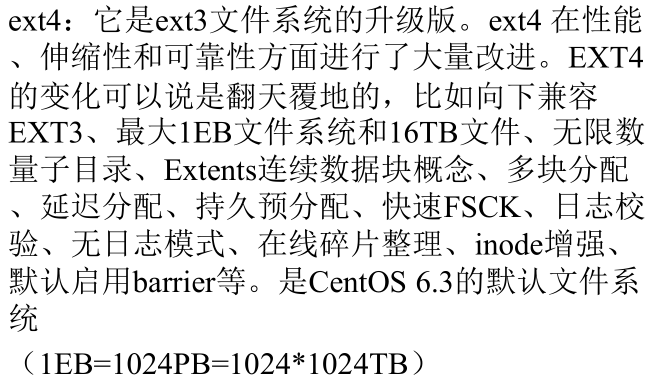 ext4：它是ext3文件系统的升级版。ext4 在性能
、伸缩性和可靠性方面进行了大量改进。EXT4
的变化可以说是翻天覆地的，比如向下兼容
EXT3、最大1EB文件系统和16TB文件、无限数
量子目录、Extents连续数据块概念、多块分配
、延迟分配、持久预分配、快速FSCK、日志校
验、无日志模式、在线碎片整理、inode增强、
默认启用barrier等。是CentOS 6.3的默认文件系
统
（1EB=1024PB=1024*1024TB）